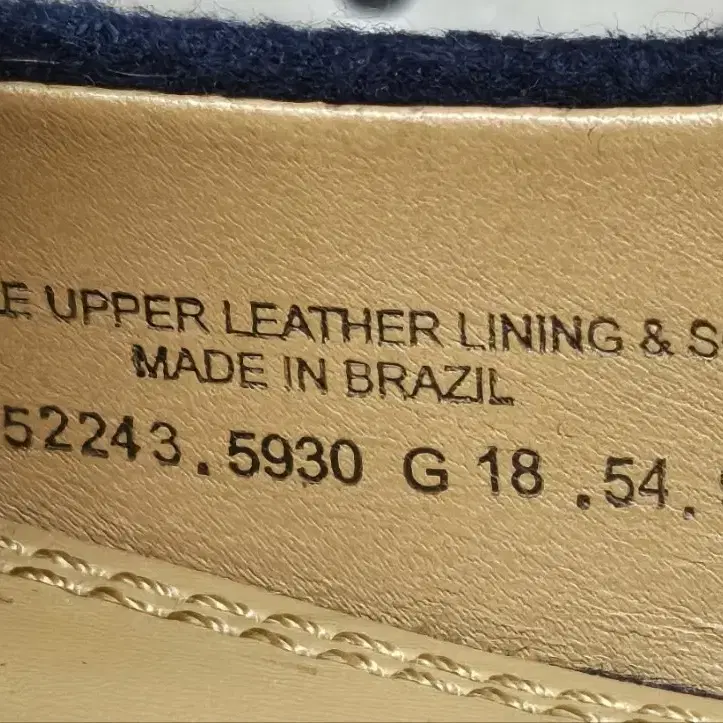 E UPPER LEATHER LINING & S
MADE IN BRAZIL
52243.5930 G 18 .54.